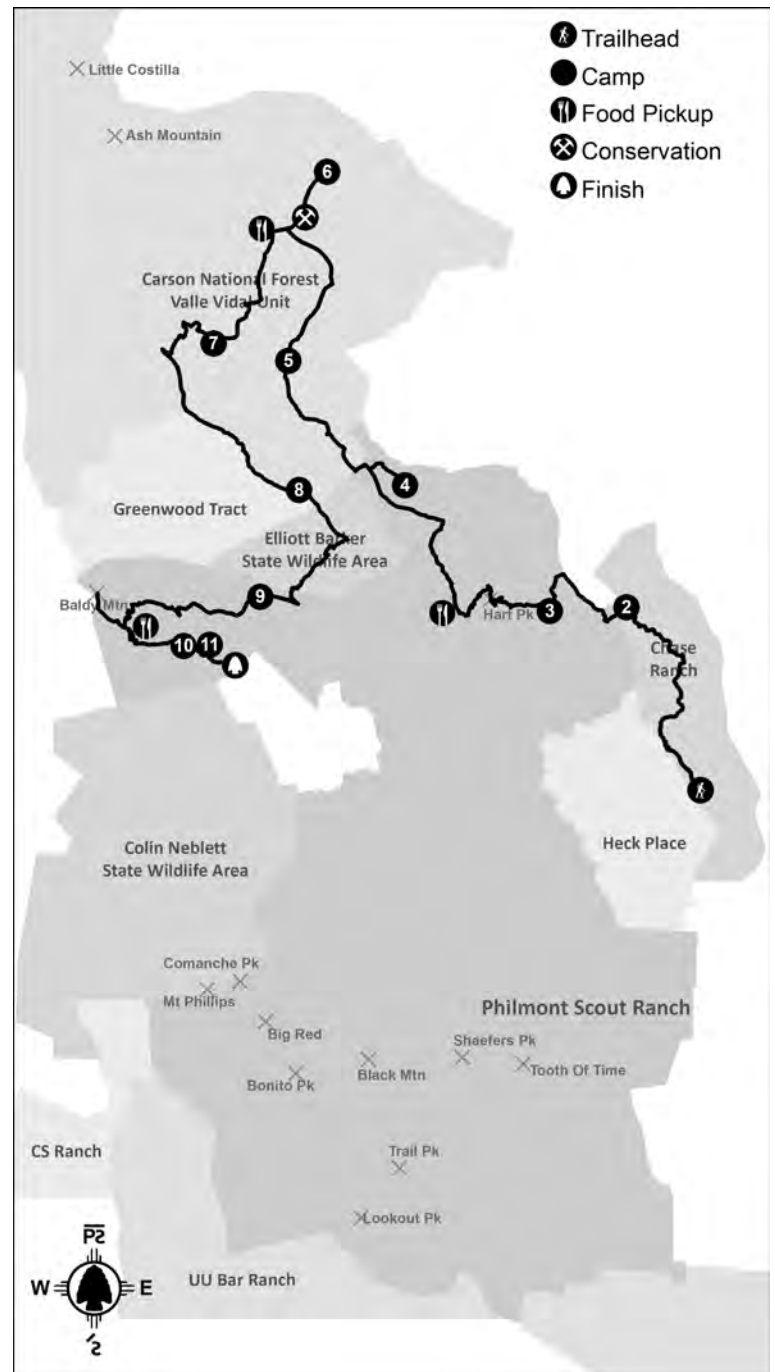 Trailhead
Camp
Food Pickup
Conservation
Finish
Little Costilla
Ash Mountain
6
Carson National Forest
Valle Vidal Unit
7
5
4
8
Greenwood Tract
Elliott Barker
State Wildlife Area
9
Baldy Mtn
Hart Pk
3
2
Chase
Ranch
10
11
Heck Place
Colin Neblett
State Wildlife Area
Comanche Pk
Mt Phillips
Big Red
Bonito Pk
Black Mtn
Shaefers Pk
Tooth Of Time
Philmont Scout Ranch
CS Ranch
Trail Pk
Lookout Pk
UU Bar Ranch
W
E